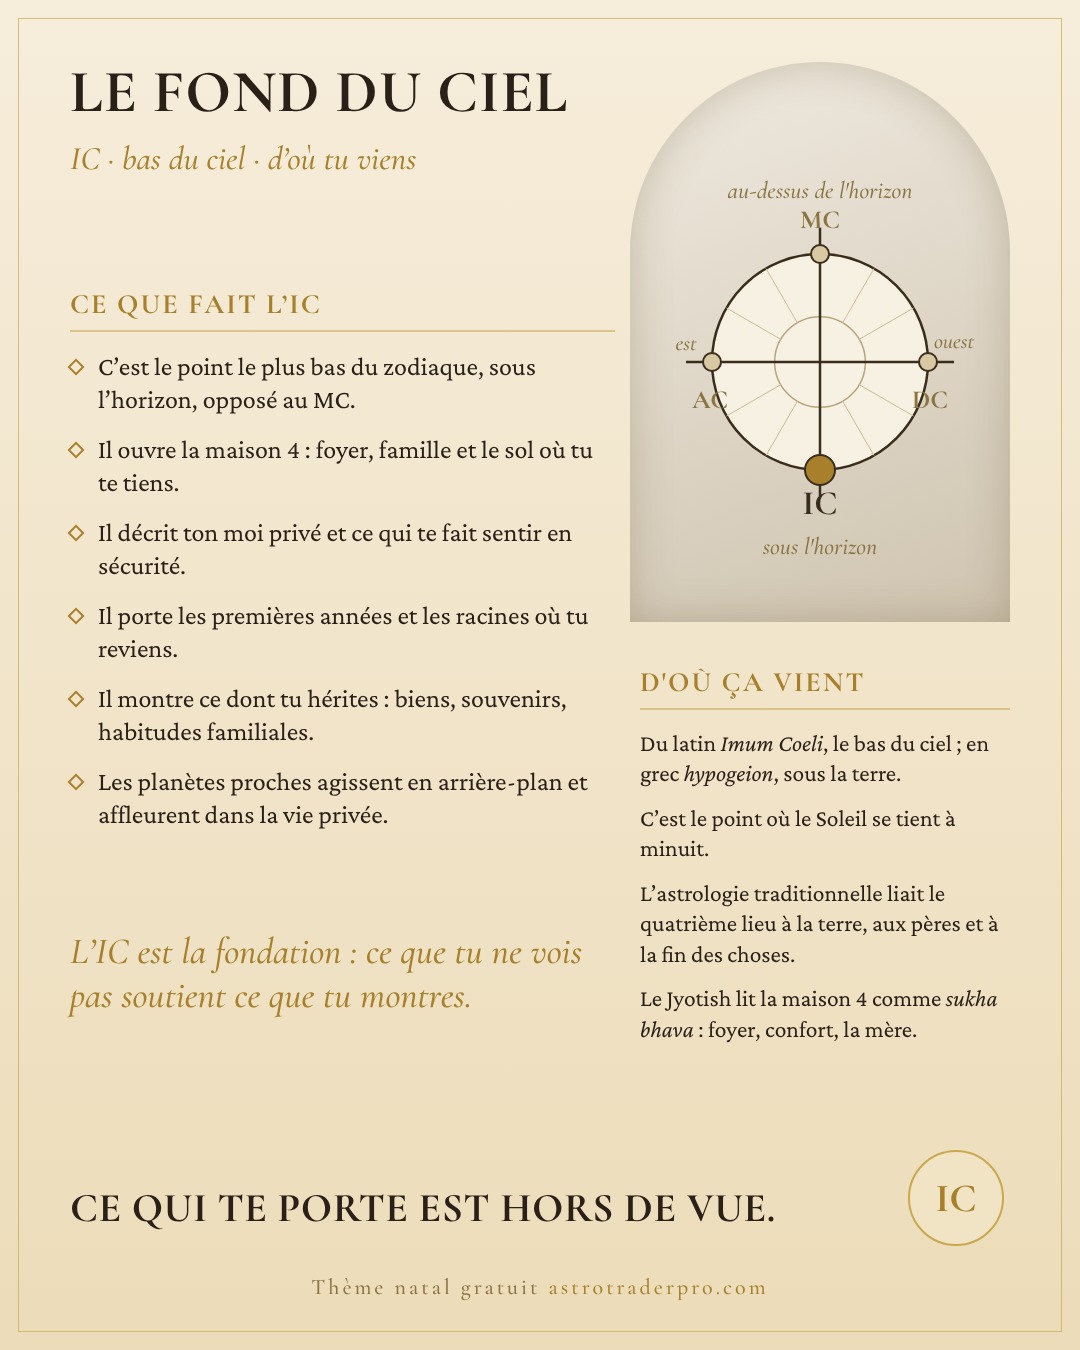 LE FOND DU CIEL
IC · bas du ciel · d’où tu viens
CE QUE FAIT L’IC
C’est le point le plus bas du zodiaque, sous
l’horizon, opposé au MC.
Il ouvre la maison 4 : foyer, famille et le sol où tu
te tiens.
Il décrit ton moi privé et ce qui te fait sentir en
sécurité.
Il porte les premières années et les racines où tu
reviens.
Il montre ce dont tu hérites : biens, souvenirs,
habitudes familiales.
Les planètes proches agissent en arrière-plan et
affleurent dans la vie privée.
L’IC est la fondation : ce que tu ne vois
pas soutient ce que tu montres.
au-dessus de l'horizon
MC
est
ouest
AC
DC
IC
sous l'horizon
D'OÙ ÇA VIENT
Du latin Imum Coeli, le bas du ciel ; en
grec hypogeion, sous la terre.
C’est le point où le Soleil se tient à
minuit.
L’astrologie traditionnelle liait le
quatrième lieu à la terre, aux pères et à
la fin des choses.
Le Jyotish lit la maison 4 comme sukha
bhava : foyer, confort, la mère.
CE QUI TE PORTE EST HORS DE VUE.
IC
Thème natal gratuit astrotraderpro.com